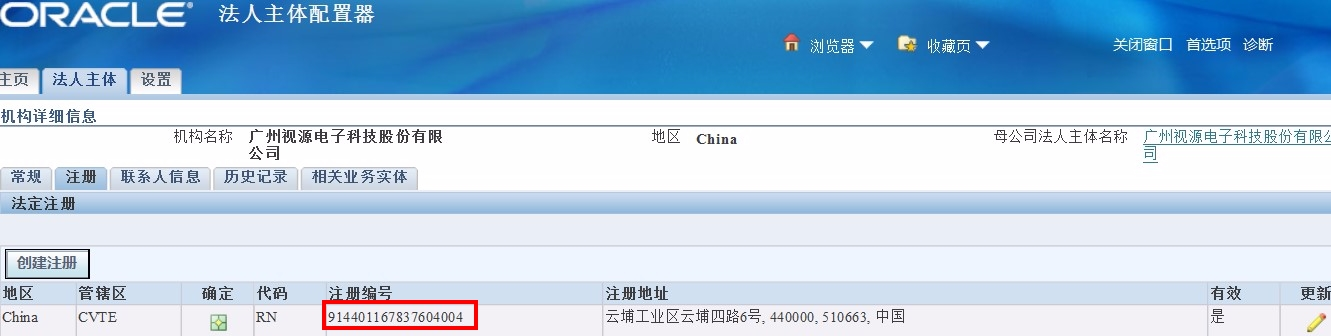 ORACLE® 法人主体配置器
浏览器 收藏页 关闭窗口 首选项 诊断
主页 法人主体 设置
机构详细信息
机构名称 广州视源电子科技股份有限 地区 China 母公司法人主体名称 广州视源电子科技股份有限公
公司 司
常规 注册 联系人信息 历史记录 相关业务实体
法定注册
创建注册
地区 管辖区 确定 代码 注册编号 注册地址 有效 更新
China CVTE RN 914401167837604004 云埔工业区云埔四路6号, 440000, 510663, 中国 是